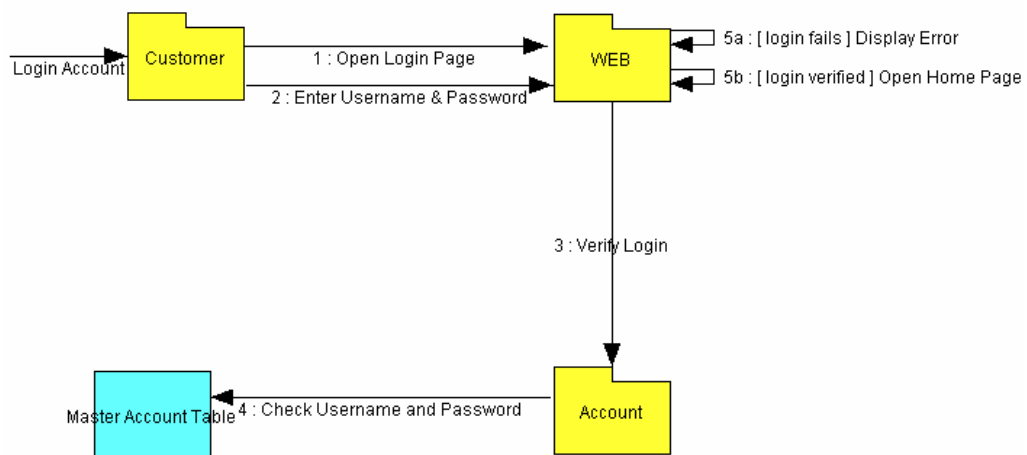 Login Account
Customer
1 : Open Login Page
2 : Enter Username & Password
WEB
5a : [ login fails ] Display Error
5b : [ login verified ] Open Home Page
3 : Verify Login
Master Account Table
4 : Check Username and Password
Account